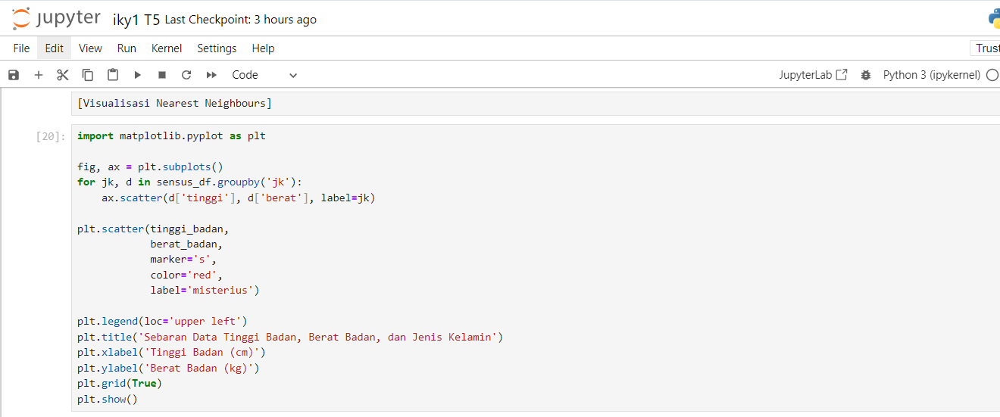 jupyter iky1 T5 Last Checkpoint: 3 hours ago
File Edit View Run Kernel Settings Help
Trust
Code JupyterLab Python 3 (ipykernel)
[Visualisasi Nearest Neighbours]
[20]: import matplotlib.pyplot as plt
fig, ax = plt.subplots()
for jk, d in sensus_df.groupby('jk'):
    ax.scatter(d['tinggi'], d['berat'], label=jk)
plt.scatter(tinggi_badan,
            berat_badan,
            marker='s',
            color='red',
            label='misterius')
plt.legend(loc='upper left')
plt.title('Sebaran Data Tinggi Badan, Berat Badan, dan Jenis Kelamin')
plt.xlabel('Tinggi Badan (cm)')
plt.ylabel('Berat Badan (kg)')
plt.grid(True)
plt.show()